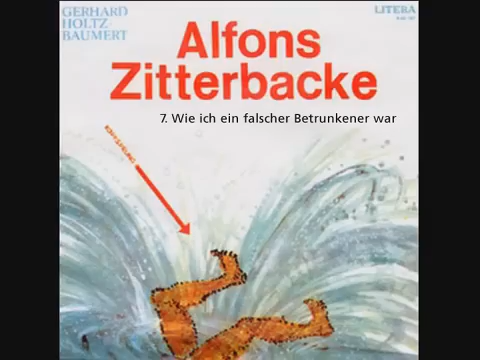 GERHARD
HOLTZ-
BAUMERT
LITERA
Alfons
Zitterbacke
7. Wie ich ein falscher Betrunkener war